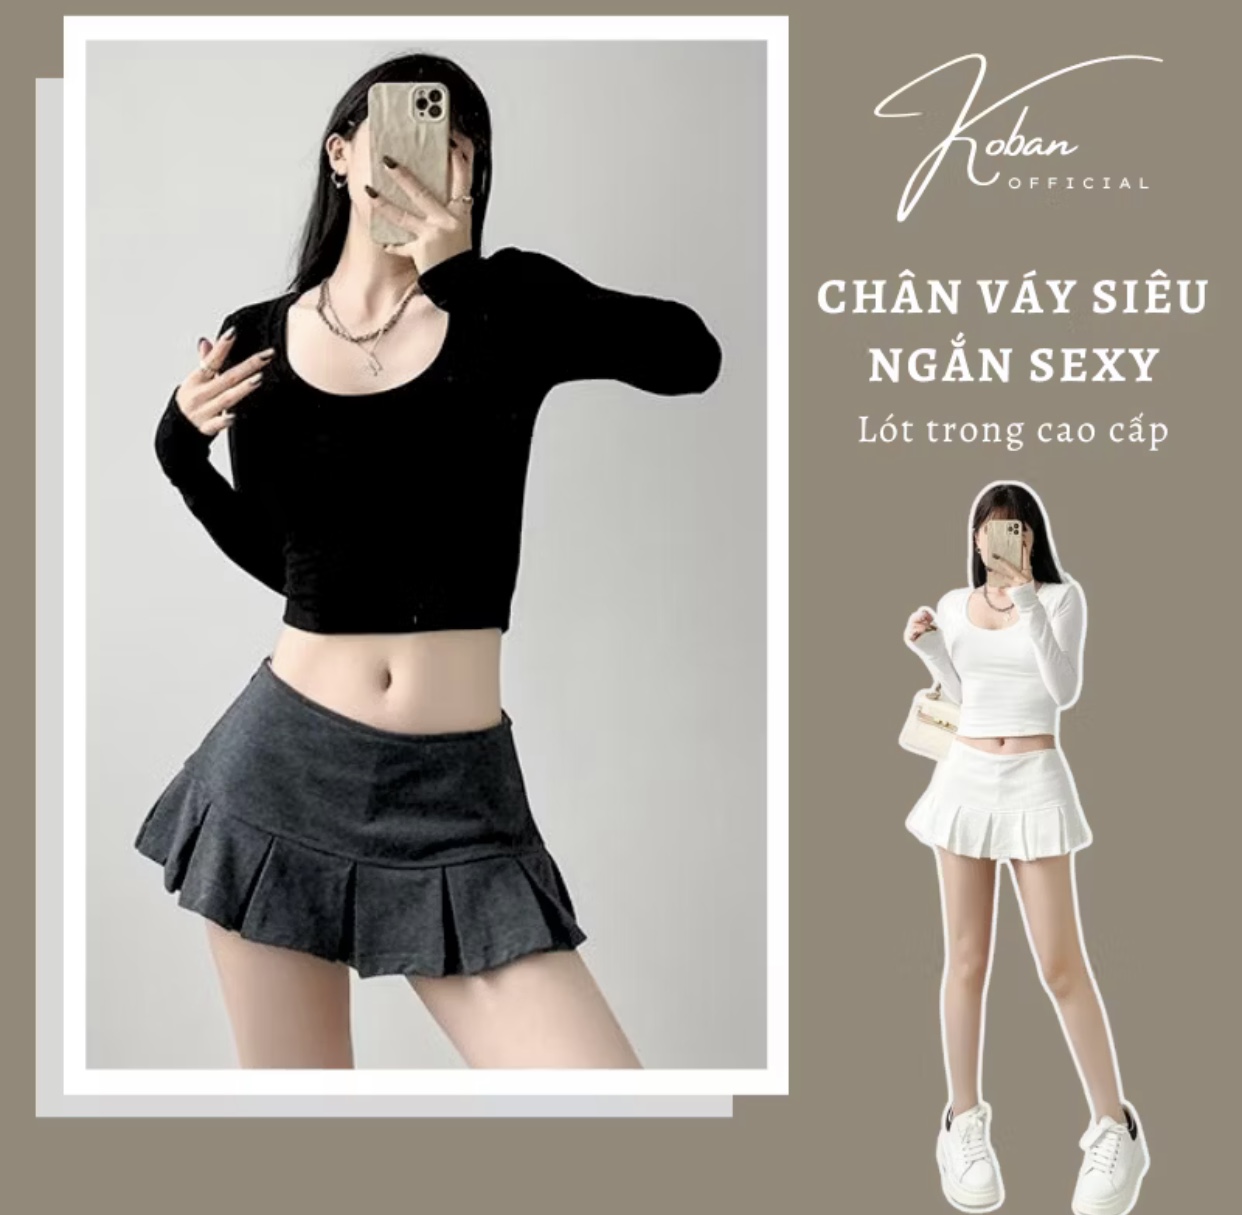 Koban
OFFICIAL
CHÂN VÁY SIÊU
NGẮN SEXY
Lót trong cao cấp